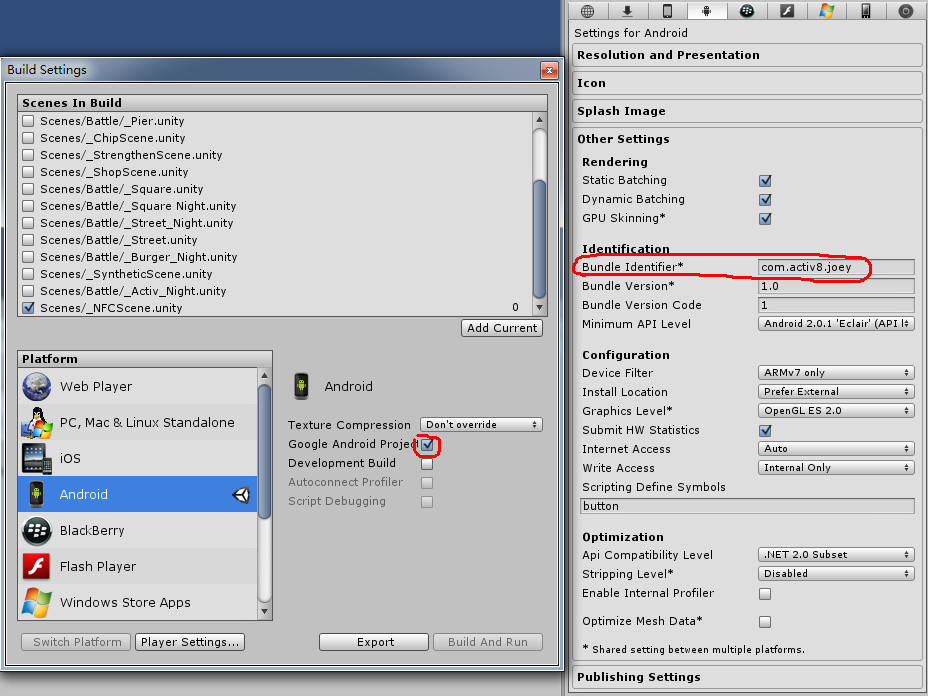 Build Settings
Scenes In Build
Scenes/Battle/_Pier.unity
Scenes/_ChipScene.unity
Scenes/_StrengthenScene.unity
Scenes/_ShopScene.unity
Scenes/Battle/_Square.unity
Scenes/Battle/_Square Night.unity
Scenes/Battle/_Street_Night.unity
Scenes/Battle/_Street.unity
Scenes/Battle/_Burger_Night.unity
Scenes/_SyntheticScene.unity
Scenes/Battle/_Activ_Night.unity
Scenes/_NFCScene.unity 0
Add Current
Platform
Web Player
PC, Mac & Linux Standalone
iOS
Android
BlackBerry
Flash Player
Windows Store Apps
Android
Texture Compression Don't override
Google Android Project
Development Build
Autoconnect Profiler
Script Debugging
Switch Platform Player Settings... Export Build And Run
Settings for Android
Resolution and Presentation
Icon
Splash Image
Other Settings
Rendering
Static Batching
Dynamic Batching
GPU Skinning*
Identification
Bundle Identifier* com.activ8.joey
Bundle Version* 1.0
Bundle Version Code 1
Minimum API Level Android 2.0.1 'Eclair' (API l
Configuration
Device Filter ARMv7 only
Install Location Prefer External
Graphics Level* OpenGL ES 2.0
Submit HW Statistics
Internet Access Auto
Write Access Internal Only
Scripting Define Symbols
button
Optimization
Api Compatibility Level .NET 2.0 Subset
Stripping Level* Disabled
Enable Internal Profiler
Optimize Mesh Data*
* Shared setting between multiple platforms.
Publishing Settings